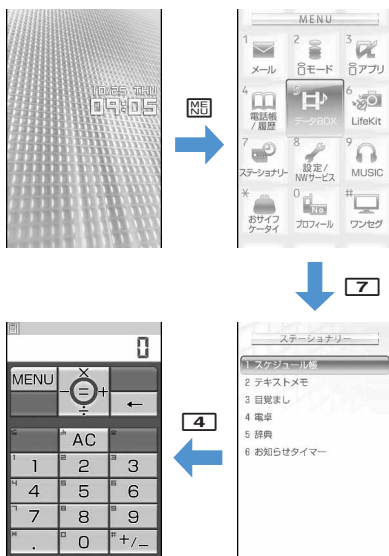 10/25 THU
09:05
MENU
MENU
1 メール
2 iモード
3 iアプリ
4 電話帳
/ 履歴
5 データBOX
6 LifeKit
7 ステーショナリー
8 設定/
NWサービス
9 MUSIC
* おサイフ
ケータイ
0 プロフィール
# ワンセグ
7
ステーショナリー
1 スケジュール帳
2 テキストメモ
3 目覚まし
4 電卓
5 辞典
6 お知らせタイマー
4
0
MENU
×
- = +
÷
←
AC
1 2 3
4 5 6
7 8 9
. 0 +/-